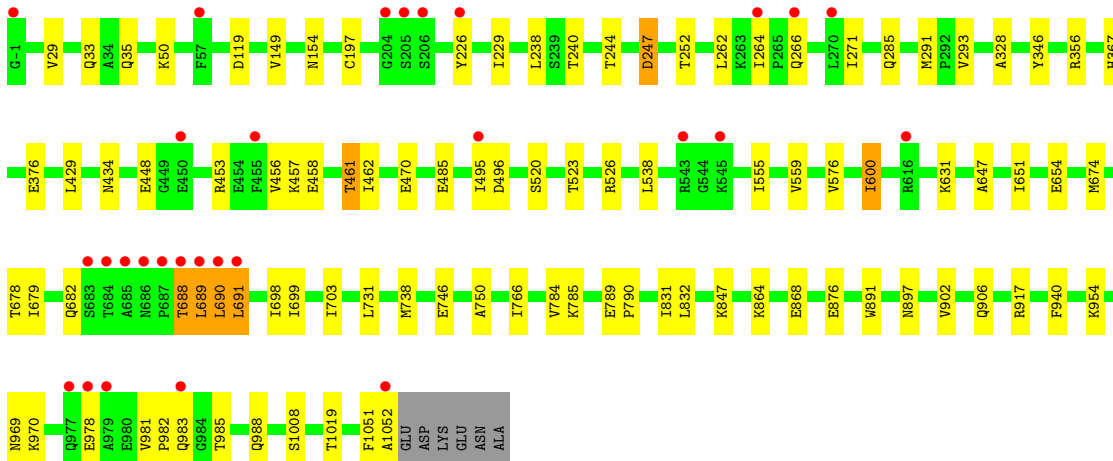 G-1 V29 Q33 A34 Q35 K50 F57 D119 V149 N154 C197 G204 S205 S206 Y226 I229 L238 S239 T240 T244 D247 T252 L262 K263 I264 P265 Q266 L270 I271 Q285 M291 P292 V293 A328 Y346 R356 H367
E376 L429 N434 E448 G449 E450 R453 E454 F455 V456 K457 E458 T461 I462 E470 E485 I495 D496 S520 T523 R526 L538 R543 G544 K545 I555 V559 V576 I600 R616 K631 A647 I651 E654 M674
T678 I679 Q682 S683 T684 A685 N686 P687 T688 L689 L690 L691 I698 I699 I703 L731 M738 E746 A750 I766 V784 K785 E789 P790 I831 L832 K847 K864 E868 E876 W891 N897 V902 Q906 R917 F940 K954
N969 K970 Q977 E978 A979 E980 V981 P982 Q983 G984 T985 Q988 S1008 T1019 F1051 A1052 GLU ASP LYS GLU ASN ALA